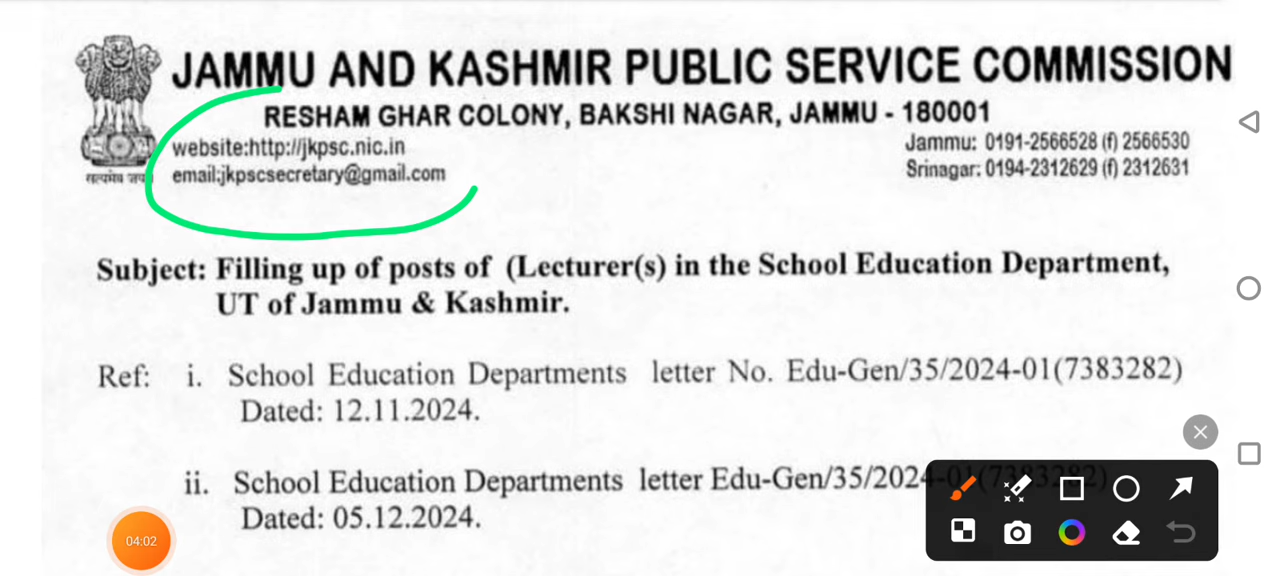 JAMMU AND KASHMIR PUBLIC SERVICE COMMISSION
RESHAM GHAR COLONY, BAKSHI NAGAR, JAMMU - 180001
website:http://jkpsc.nic.in
email:jkpscsecretary@gmail.com
Jammu: 0191-2566528 (f) 2566530
Srinagar: 0194-2312629 (f) 2312631
सत्यमेव
Subject: Filling up of posts of (Lecturer(s) in the School Education Department,
UT of Jammu & Kashmir.
Ref: i. School Education Departments letter No. Edu-Gen/35/2024-01(7383282)
Dated: 12.11.2024.
ii. School Education Departments letter Edu-Gen/35/2024-01(7383282)
Dated: 05.12.2024.
04:02